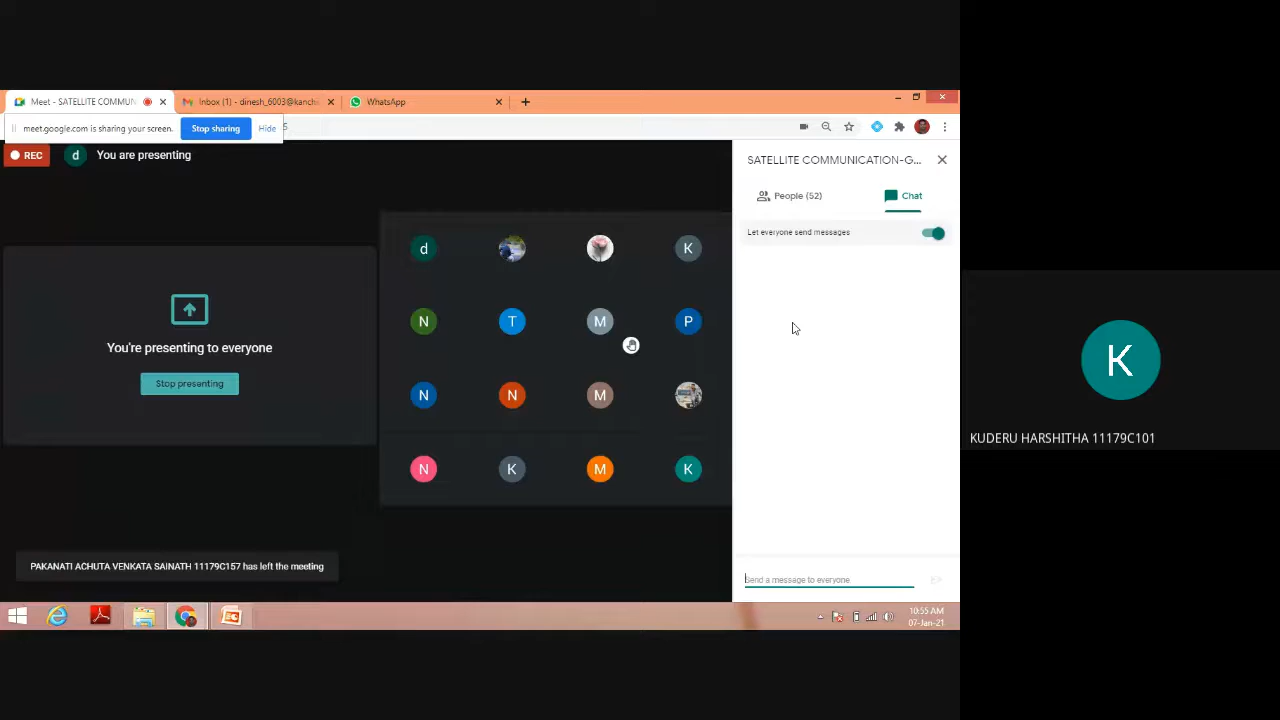 Meet - SATELLITE COMMUN
Inbox (1) - dinesh_6003@kanchi
WhatsApp
meet.google.com is sharing your screen.
Stop sharing
Hide
REC
d
You are presenting
SATELLITE COMMUNICATION-G...
People (52)
Chat
Let everyone send messages
d
K
N
T
M
P
You're presenting to everyone
Stop presenting
N
N
M
N
K
M
K
PAKANATI ACHUTA VENKATA SAINATH 11179C157 has left the meeting
Send a message to everyone
10:55 AM
07-Jan-21
K
KUDERU HARSHITHA 11179C101